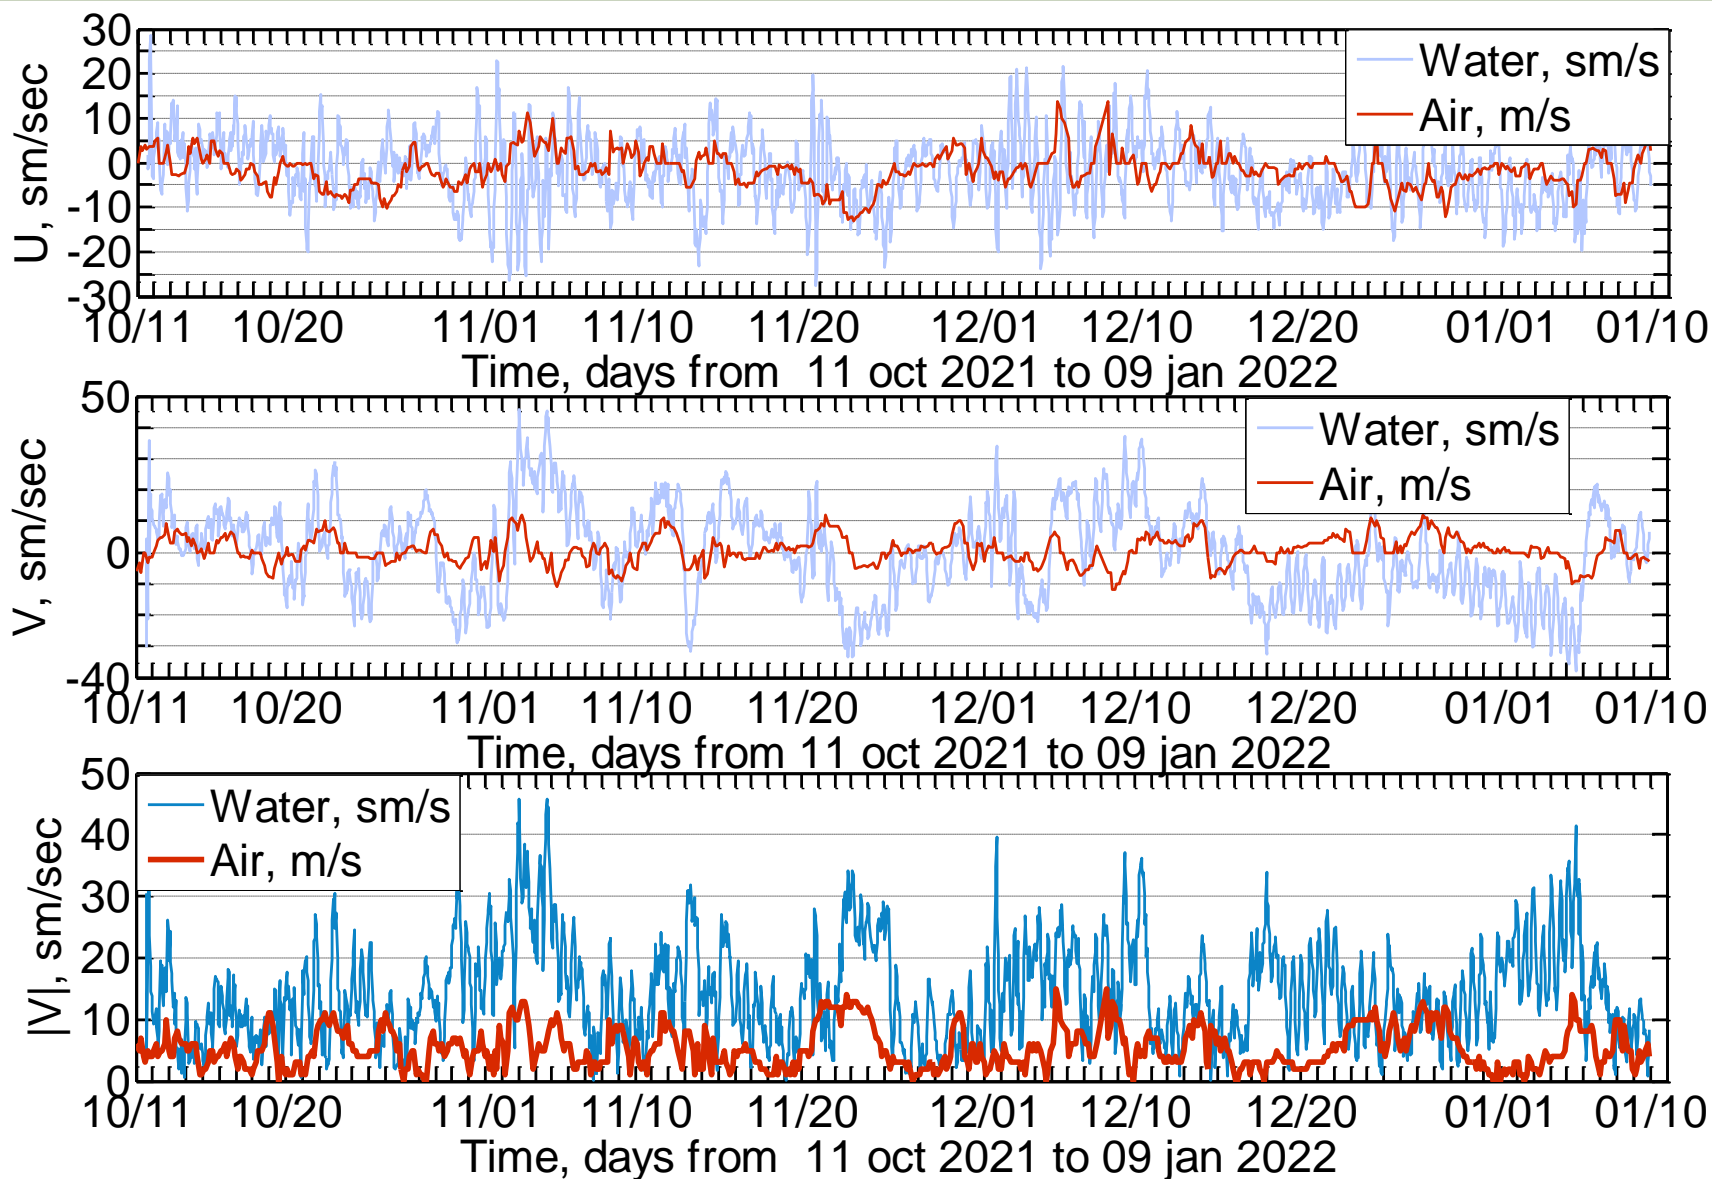 U, sm/sec
30
20
10
0
-10
-20
-30
Water, sm/s
Air, m/s
10/11 10/20 11/01 11/10 11/20 12/01 12/10 12/20 01/01 01/10
Time, days from 11 oct 2021 to 09 jan 2022
V, sm/sec
50
0
-40
Water, sm/s
Air, m/s
10/11 10/20 11/01 11/10 11/20 12/01 12/10 12/20 01/01 01/10
Time, days from 11 oct 2021 to 09 jan 2022
|V|, sm/sec
50
40
30
20
10
0
Water, sm/s
Air, m/s
10/11 10/20 11/01 11/10 11/20 12/01 12/10 12/20 01/01 01/10
Time, days from 11 oct 2021 to 09 jan 2022